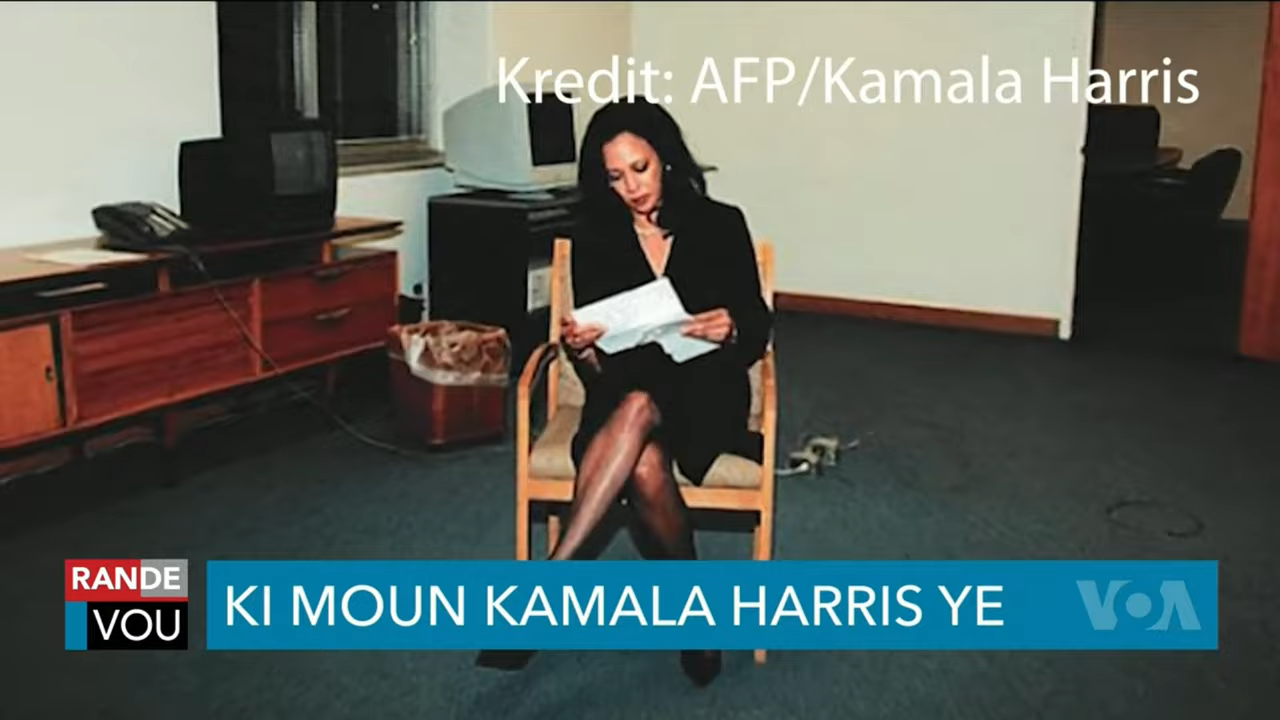 Kredit: AFP/Kamala Harris
RANDE
VOU
KI MOUN KAMALA HARRIS YE
VOA